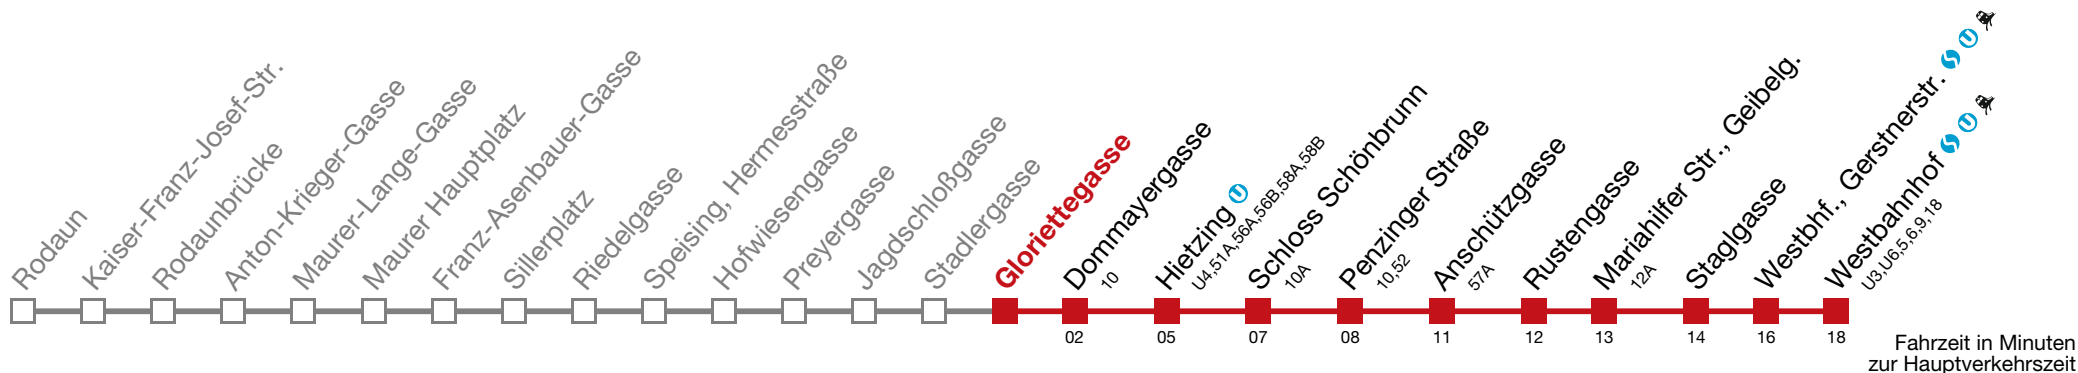 Rodaun
Kaiser-Franz-Josef-Str.
Rodaunbrücke
Anton-Krieger-Gasse
Maurer-Lange-Gasse
Maurer Hauptplatz
Franz-Asenbauer-Gasse
Sillerplatz
Riedelgasse
Speising, Hermesstraße
Hofwiesengasse
Preyergasse
Jagdschloßgasse
Stadlergasse
Gloriettegasse
Dommayergasse
10
Hietzing U
U4,51A,56A,56B,58A,58B
Schloss Schönbrunn
10A
Penzinger Straße
10,52
Anschützgasse
57A
Rustengasse
Mariahilfer Str., Geibelg.
12A
Staglgasse
Westbhf., Gerstnerstr. S U
Westbahnhof S U
U3,U6,5,6,9,18
02 05 07 08 11 12 13 14 16 18
Fahrzeit in Minuten
zur Hauptverkehrszeit